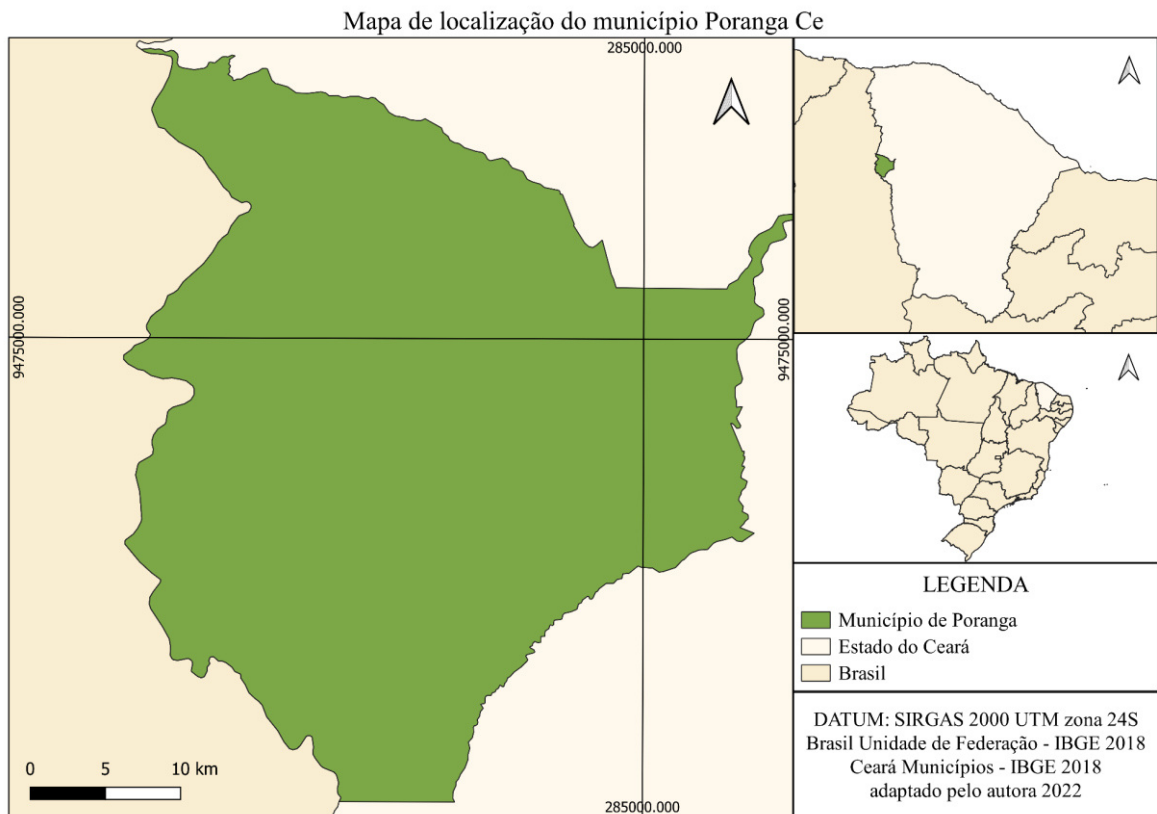 Mapa de localização do município Poranga Ce
285000.000
9475000.000
9475000.000
0 5 10 km
285000.000
LEGENDA
Município de Poranga
Estado do Ceará
Brasil
DATUM: SIRGAS 2000 UTM zona 24S
Brasil Unidade de Federação - IBGE 2018
Ceará Municípios - IBGE 2018
adaptado pelo autora 2022